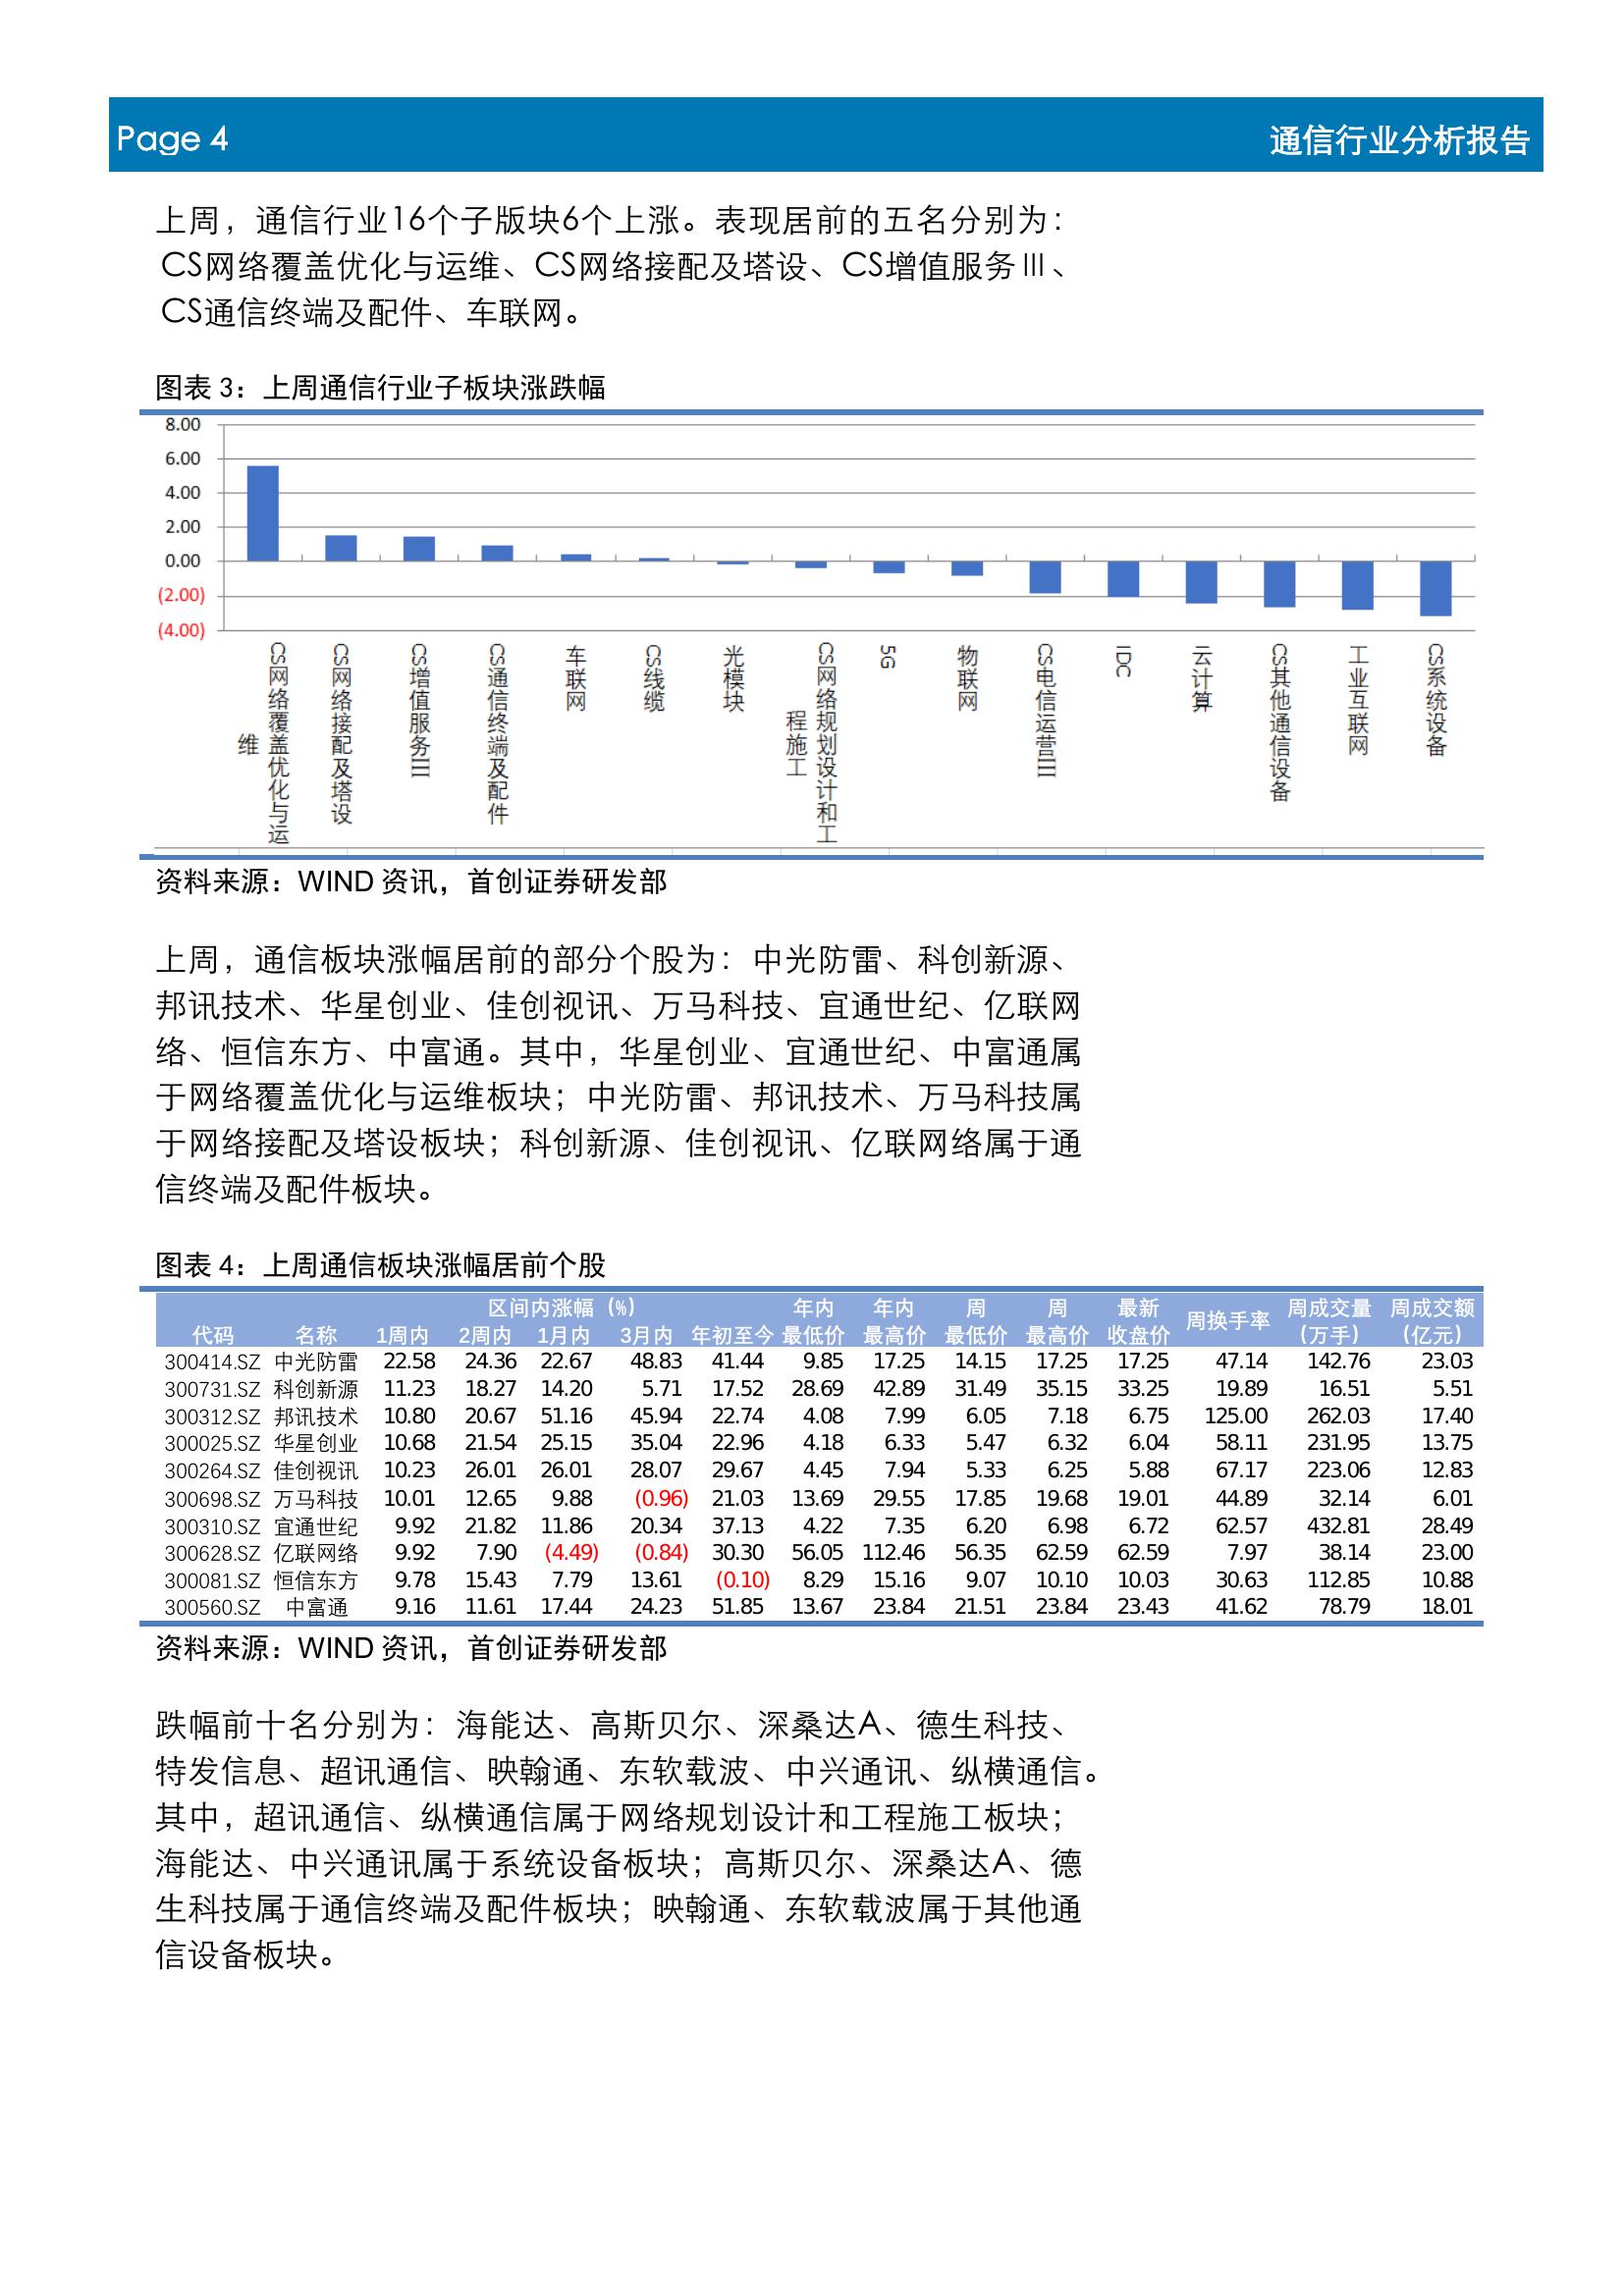 Page 4
通信行业分析报告
上周，通信行业16个子版块6个上涨。表现居前的五名分别为：
CS网络覆盖优化与运维、CS网络接配及塔设、CS增值服务Ⅲ、
CS通信终端及配件、车联网。
图表 3：上周通信行业子板块涨跌幅
8.00
6.00
4.00
2.00
0.00
(2.00)
(4.00)
CS网络覆盖优化与运维
CS网络接配及塔设
CS增值服务III
CS通信终端及配件
车联网
CS线缆
光模块
CS网络规划设计和工程施工
5G
物联网
CS电信运营III
IDC
云计算
CS其他通信设备
工业互联网
CS系统设备
资料来源：WIND 资讯，首创证券研发部
上周，通信板块涨幅居前的部分个股为：中光防雷、科创新源、
邦讯技术、华星创业、佳创视讯、万马科技、宜通世纪、亿联网
络、恒信东方、中富通。其中，华星创业、宜通世纪、中富通属
于网络覆盖优化与运维板块；中光防雷、邦讯技术、万马科技属
于网络接配及塔设板块；科创新源、佳创视讯、亿联网络属于通
信终端及配件板块。
图表 4：上周通信板块涨幅居前个股
区间内涨幅（%） 年内 年内 周 周 最新 周换手率 周成交量 周成交额
代码 名称 1周内 2周内 1月内 3月内 年初至今 最低价 最高价 最低价 最高价 收盘价 （万手） （亿元）
300414.SZ 中光防雷 22.58 24.36 22.67 48.83 41.44 9.85 17.25 14.15 17.25 17.25 47.14 142.76 23.03
300731.SZ 科创新源 11.23 18.27 14.20 5.71 17.52 28.69 42.89 31.49 35.15 33.25 19.89 16.51 5.51
300312.SZ 邦讯技术 10.80 20.67 51.16 45.94 22.74 4.08 7.99 6.05 7.18 6.75 125.00 262.03 17.40
300025.SZ 华星创业 10.68 21.54 25.15 35.04 22.96 4.18 6.33 5.47 6.32 6.04 58.11 231.95 13.75
300264.SZ 佳创视讯 10.23 26.01 26.01 28.07 29.67 4.45 7.94 5.33 6.25 5.88 67.17 223.06 12.83
300698.SZ 万马科技 10.01 12.65 9.88 (0.96) 21.03 13.69 29.55 17.85 19.68 19.01 44.89 32.14 6.01
300310.SZ 宜通世纪 9.92 21.82 11.86 20.34 37.13 4.22 7.35 6.20 6.98 6.72 62.57 432.81 28.49
300628.SZ 亿联网络 9.92 7.90 (4.49) (0.84) 30.30 56.05 112.46 56.35 62.59 62.59 7.97 38.14 23.00
300081.SZ 恒信东方 9.78 15.43 7.79 13.61 (0.10) 8.29 15.16 9.07 10.10 10.03 30.63 112.85 10.88
300560.SZ 中富通 9.16 11.61 17.44 24.23 51.85 13.67 23.84 21.51 23.84 23.43 41.62 78.79 18.01
资料来源：WIND 资讯，首创证券研发部
跌幅前十名分别为：海能达、高斯贝尔、深桑达A、德生科技、
特发信息、超讯通信、映翰通、东软载波、中兴通讯、纵横通信。
其中，超讯通信、纵横通信属于网络规划设计和工程施工板块；
海能达、中兴通讯属于系统设备板块；高斯贝尔、深桑达A、德
生科技属于通信终端及配件板块；映翰通、东软载波属于其他通
信设备板块。